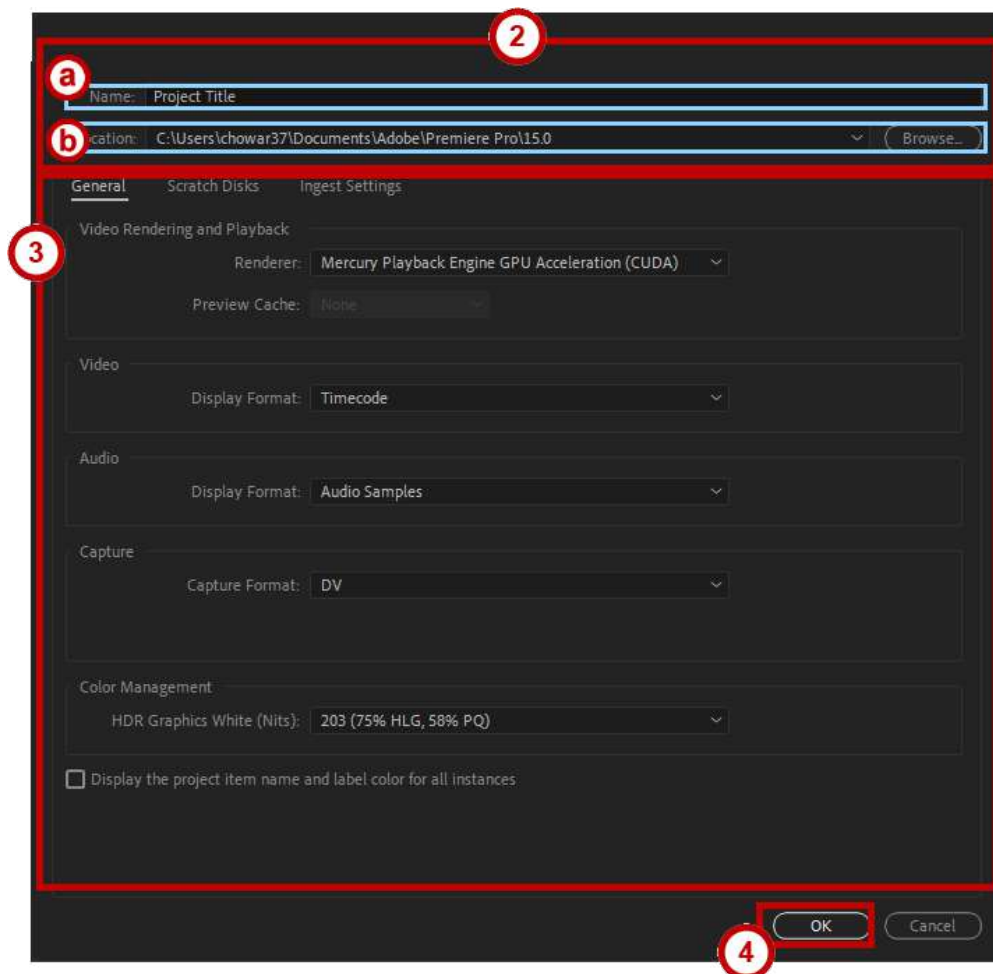 2
a
Name: Project Title
b
ocation: C:\Users\chowar37\Documents\Adobe\Premiere Pro\15.0 Browse...
General Scratch Disks Ingest Settings
3
Video Rendering and Playback
Renderer: Mercury Playback Engine GPU Acceleration (CUDA)
Preview Cache: None
Video
Display Format: Timecode
Audio
Display Format: Audio Samples
Capture
Capture Format: DV
Color Management
HDR Graphics White (Nits): 203 (75% HLG, 58% PQ)
Display the project item name and label color for all instances
OK Cancel
4